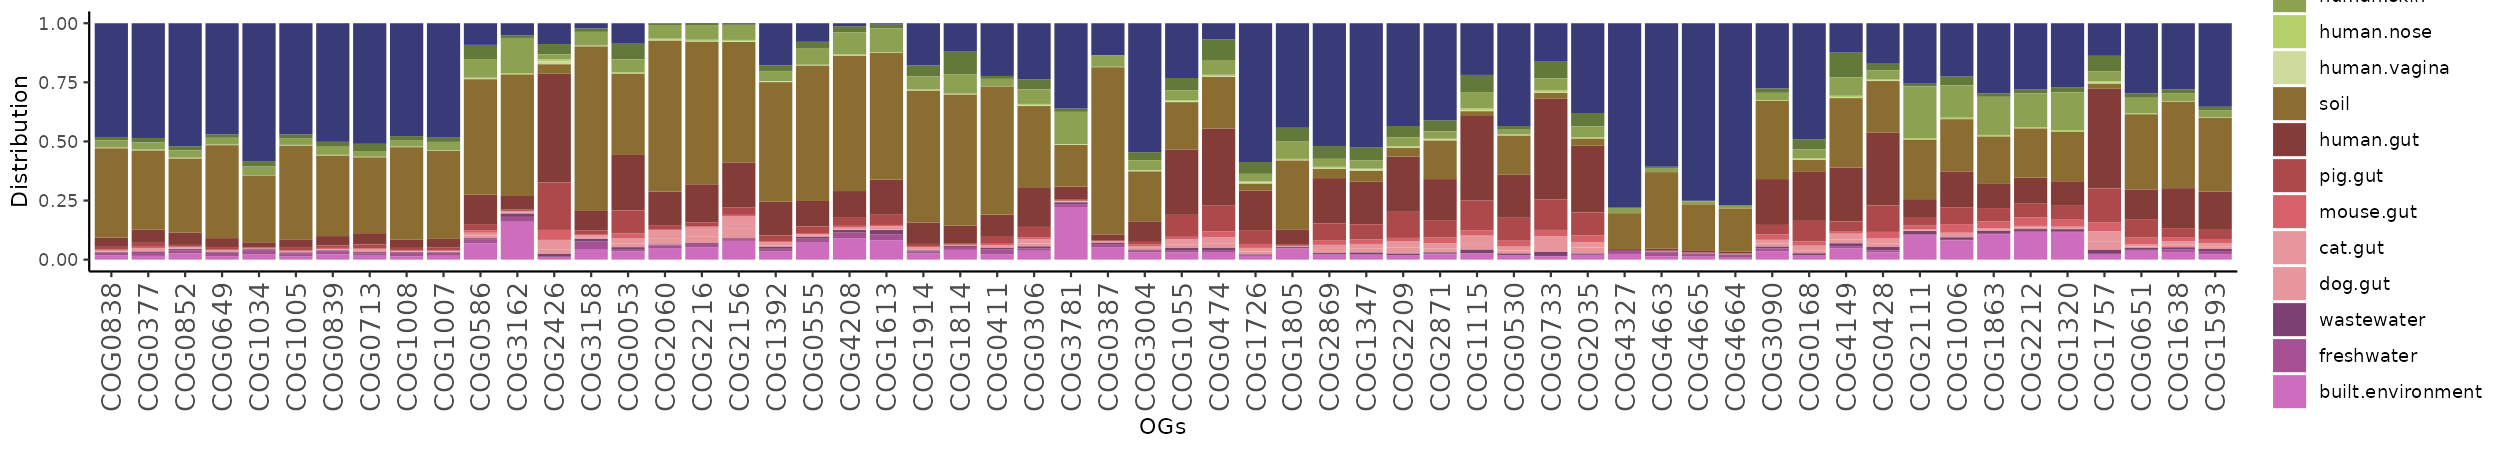 1.00
0.75
0.50
0.25
0.00
Distribution
COG0838
COG0377
COG0852
COG0649
COG1034
COG1005
COG0839
COG0713
COG1008
COG1007
COG0586
COG3162
COG2426
COG3158
COG0053
COG2060
COG2216
COG2156
COG1392
COG0555
COG4208
COG1613
COG1914
COG1814
COG0411
COG0306
COG3781
COG0387
COG3004
COG1055
COG0474
COG1726
COG1805
COG2869
COG1347
COG2209
COG2871
COG1115
COG0530
COG0733
COG2035
COG4327
COG4663
COG4665
COG4664
COG3090
COG0168
COG4149
COG0428
COG2111
COG1006
COG1863
COG2212
COG1320
COG1757
COG0651
COG1638
COG1593
OGs
human.nose
human.vagina
soil
human.gut
pig.gut
mouse.gut
cat.gut
dog.gut
wastewater
freshwater
built.environment